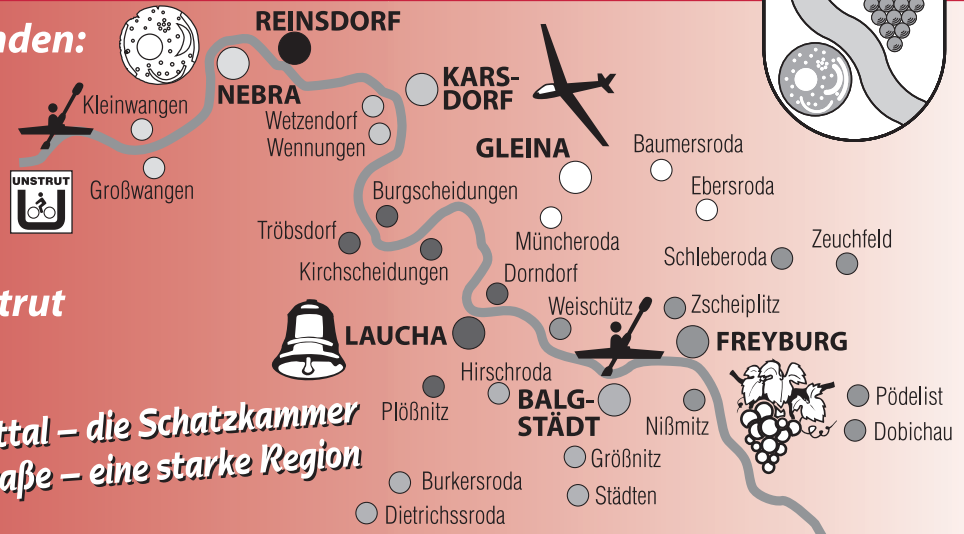 nden:
REINSDORF
Kleinwangen
NEBRA
KARS-
DORF
Wetzendorf
Wennungen
GLEINA
Baumersroda
Großwangen
UNSTRUT
U
Burgscheidungen
Ebersroda
Tröbsdorf
Müncheroda
Kirchscheidungen
Schleberoda
Zeuchfeld
Dorndorf
trut
Weischütz
Zscheiplitz
LAUCHA
FREYBURG
Hirschroda
Plößnitz
BALG-
STÄDT
Nißmitz
Pödelist
Dobichau
ttal – die Schatzkammer
aße – eine starke Region
Größnitz
Burkersroda
Städten
Dietrichssroda